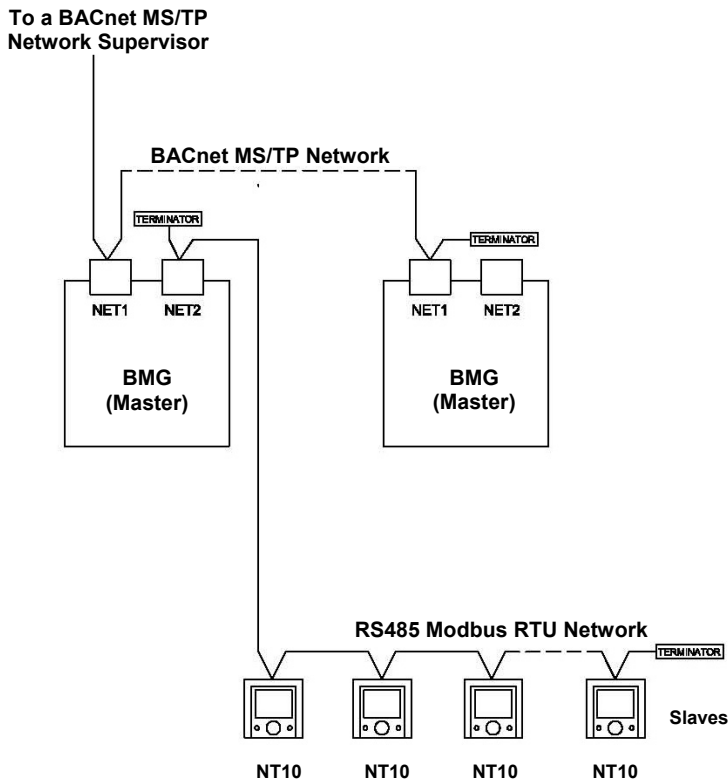 To a BACnet MS/TP
Network Supervisor
BACnet MS/TP Network
TERMINATOR
TERMINATOR
NET1
NET2
NET1
NET2
BMG
(Master)
BMG
(Master)
RS485 Modbus RTU Network
TERMINATOR
Slaves
NT10
NT10
NT10
NT10